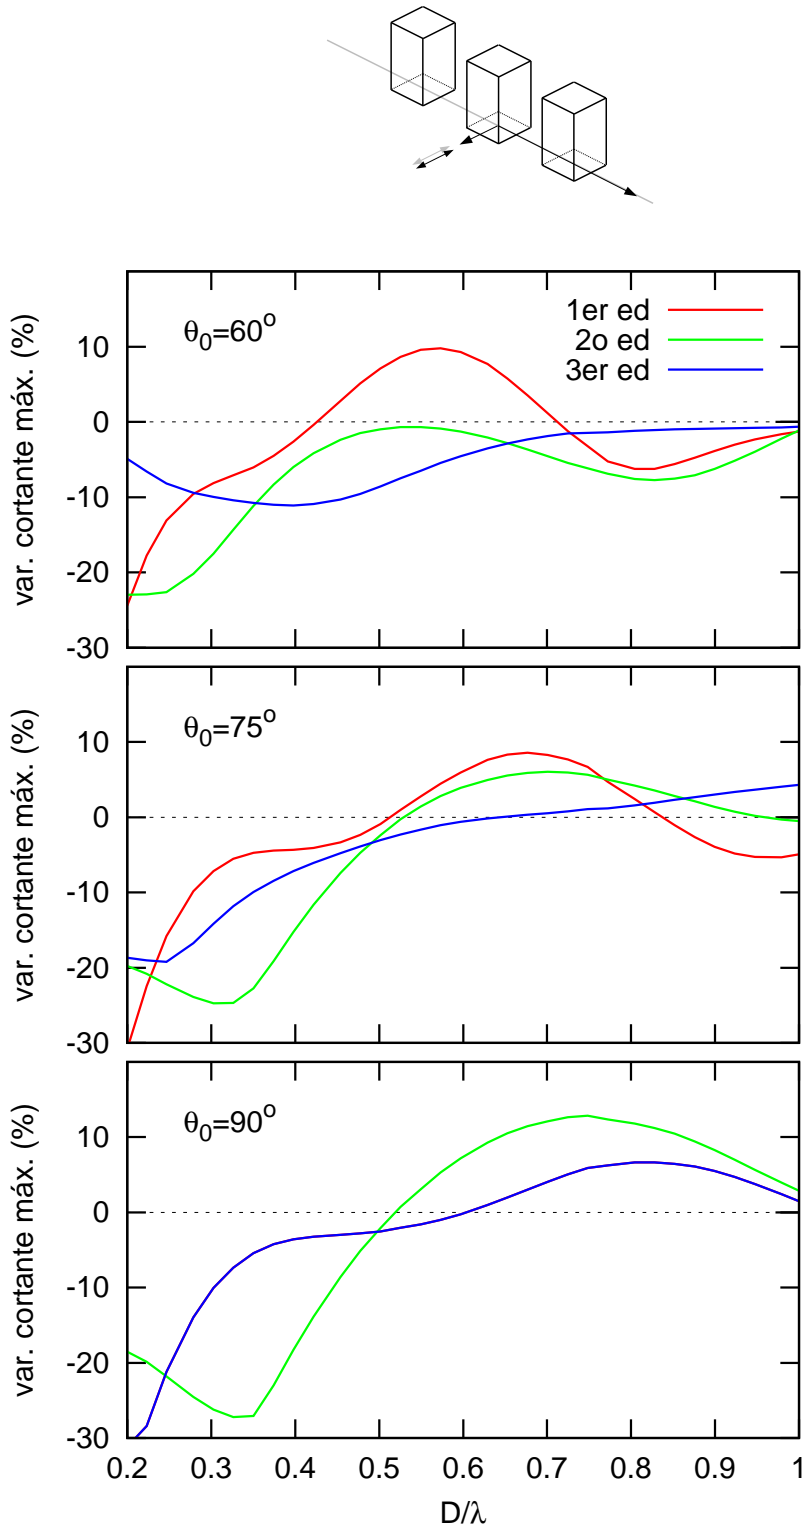 θ0=60º
1er ed
2o ed
3er ed
var. cortante máx. (%)
10
0
-10
-20
-30
θ0=75º
var. cortante máx. (%)
10
0
-10
-20
-30
θ0=90º
var. cortante máx. (%)
10
0
-10
-20
-30
0.2 0.3 0.4 0.5 0.6 0.7 0.8 0.9 1
D/λ